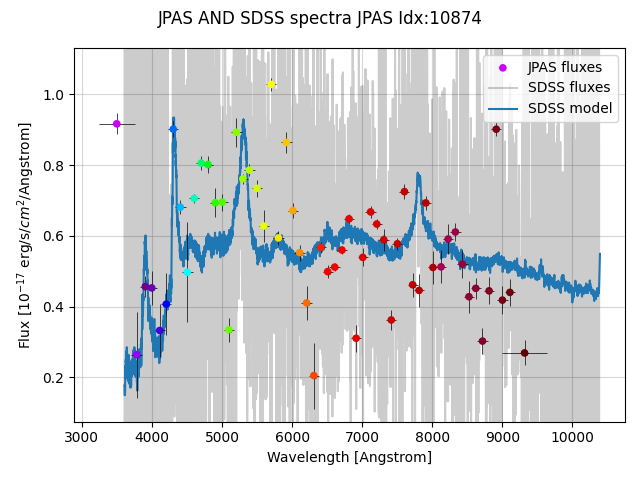 JPAS AND SDSS spectra JPAS Idx:10874
JPAS fluxes
SDSS fluxes
SDSS model
Flux [10⁻¹⁷ erg/s/cm²/Angstrom]
1.0
0.8
0.6
0.4
0.2
3000 4000 5000 6000 7000 8000 9000 10000
Wavelength [Angstrom]